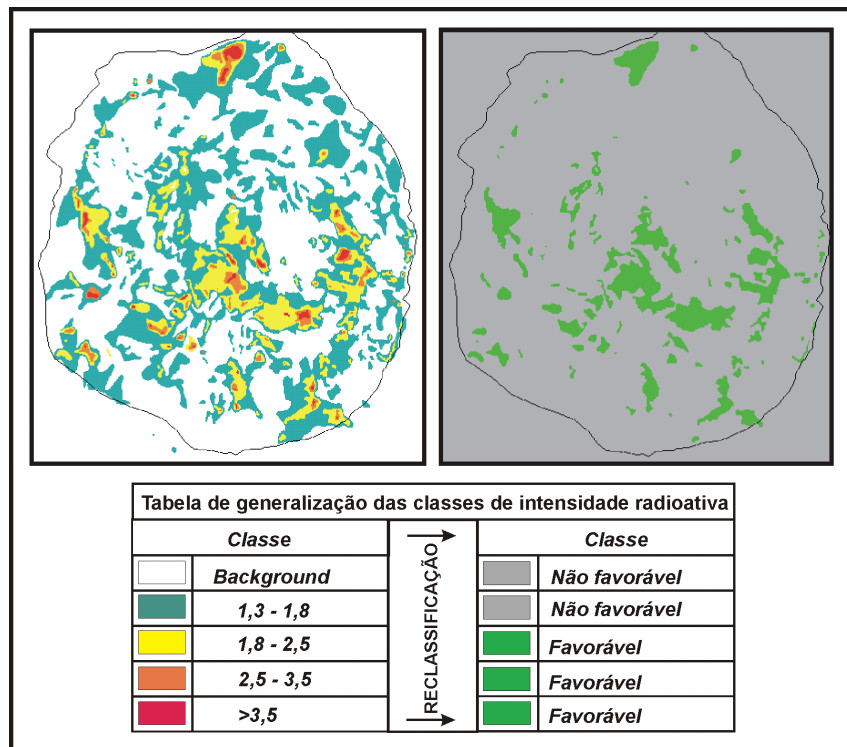 Tabela de generalização das classes de intensidade radioativa
Classe
Classe
RECLASSIFICAÇÃO
Background
Não favorável
1,3 - 1,8
Não favorável
1,8 - 2,5
Favorável
2,5 - 3,5
Favorável
>3,5
Favorável